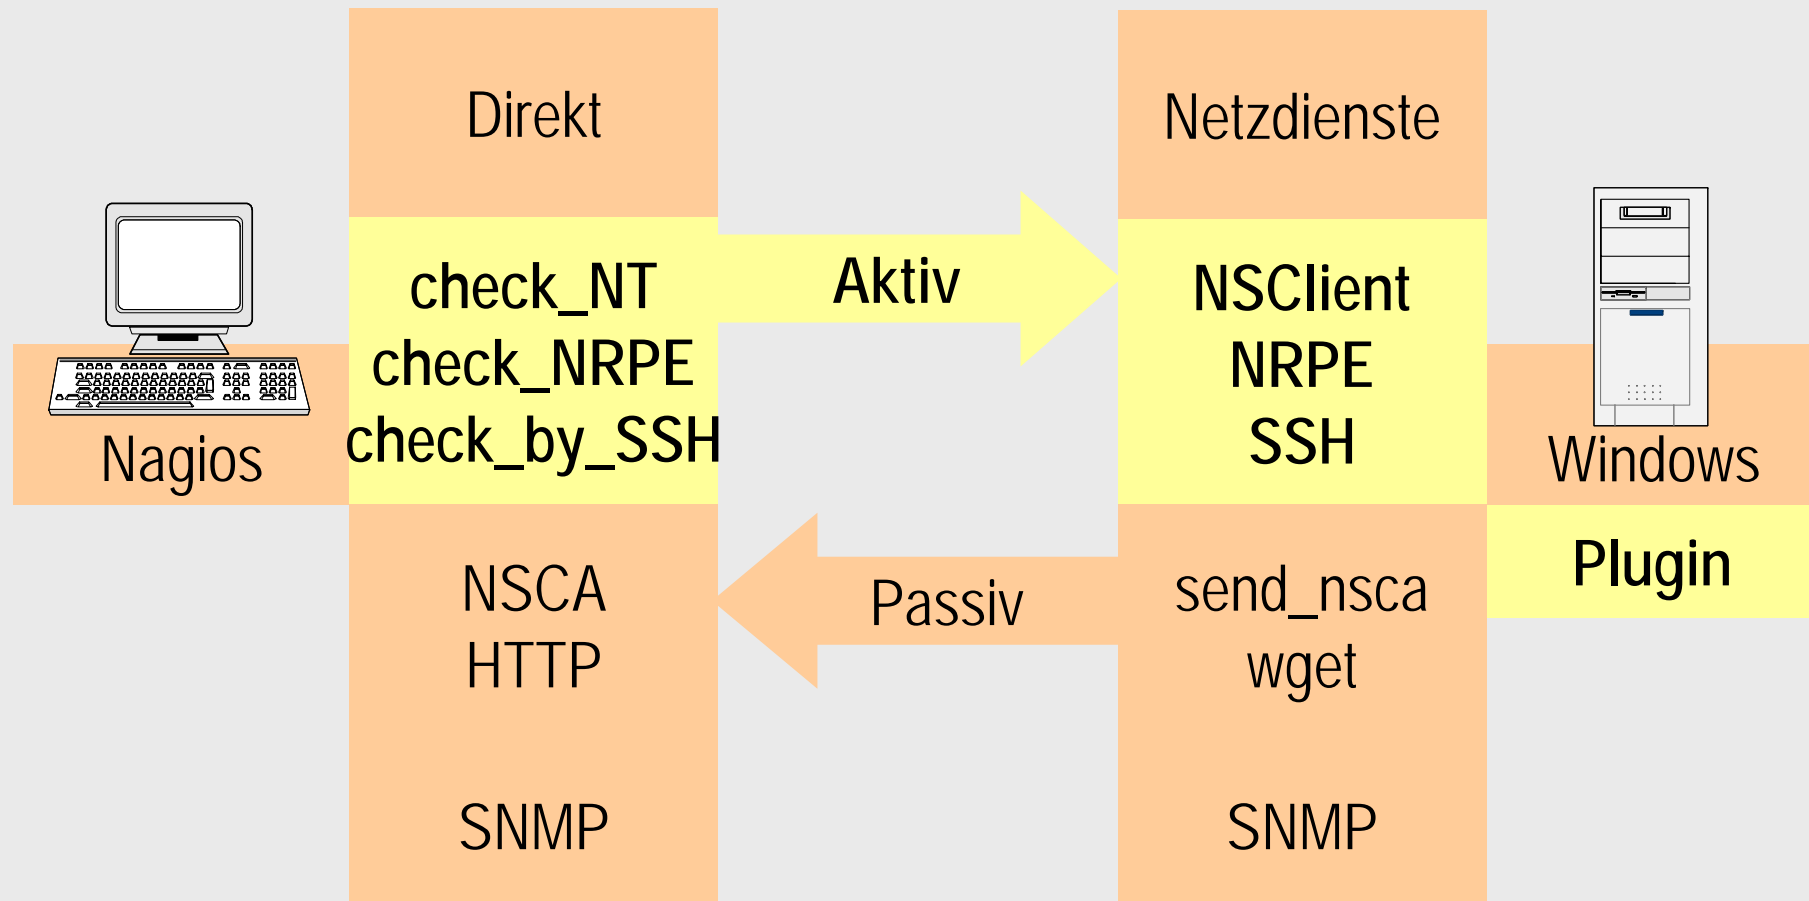 Direkt
Netzdienste
check_NT
check_NRPE
check_by_SSH
Aktiv
NSClient
NRPE
SSH
Nagios
Windows
Plugin
NSCA
HTTP
Passiv
send_nsca
wget
SNMP
SNMP